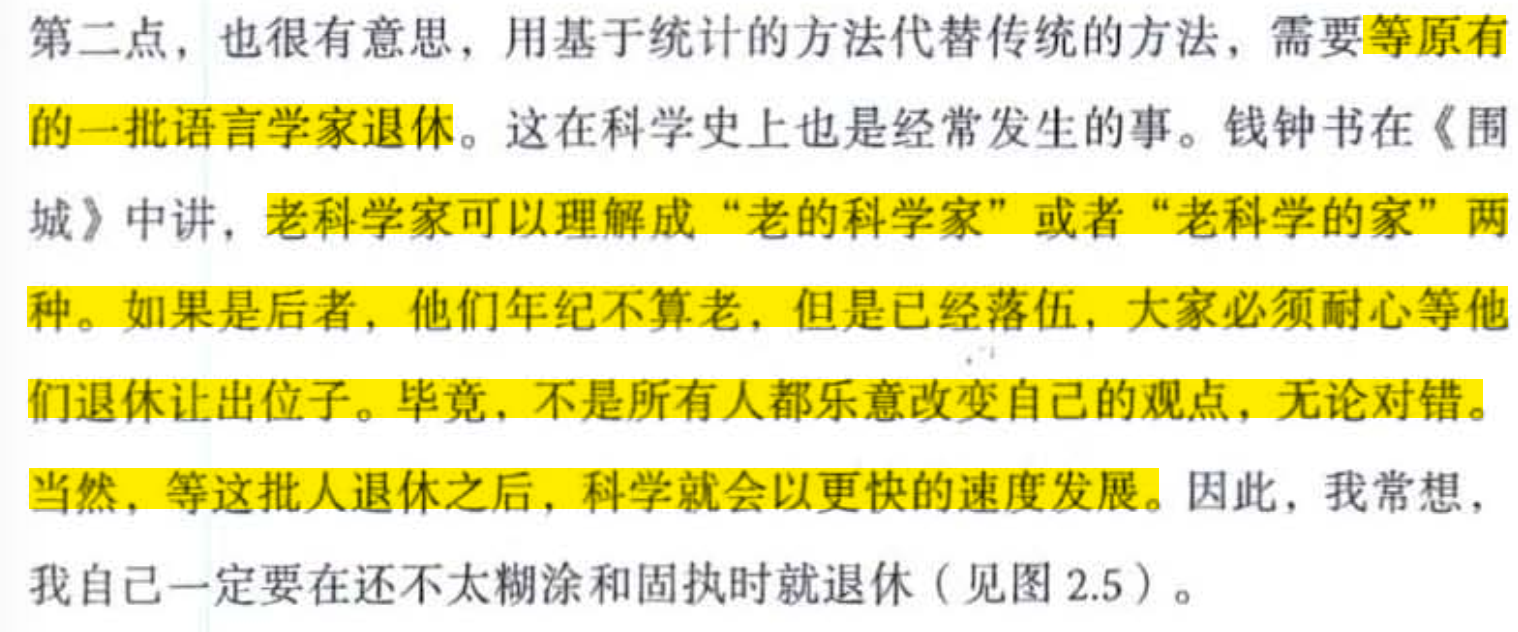 第二点，也很有意思，用基于统计的方法代替传统的方法，需要等原有
的一批语言学家退休。这在科学史上也是经常发生的事。钱钟书在《围
城》中讲，老科学家可以理解成“老的科学家”或者“老科学的家”两
种。如果是后者，他们年纪不算老，但是已经落伍，大家必须耐心等他
们退休让出位子。毕竟，不是所有人都乐意改变自己的观点，无论对错。
当然，等这批人退休之后，科学就会以更快的速度发展。因此，我常想，
我自己一定要在还不太糊涂和固执时就退休（见图 2.5）。